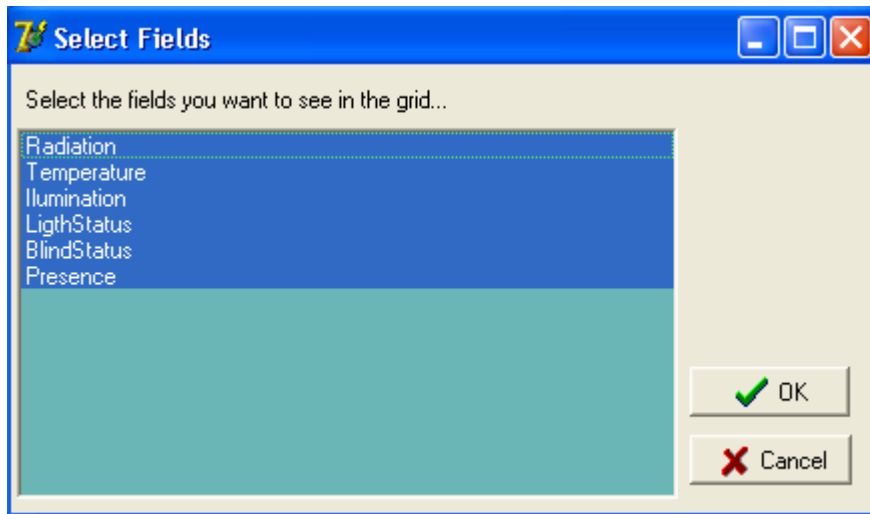 Select Fields
Select the fields you want to see in the grid...
Radiation
Temperature
Ilumination
LigthStatus
BlindStatus
Presence
OK
Cancel